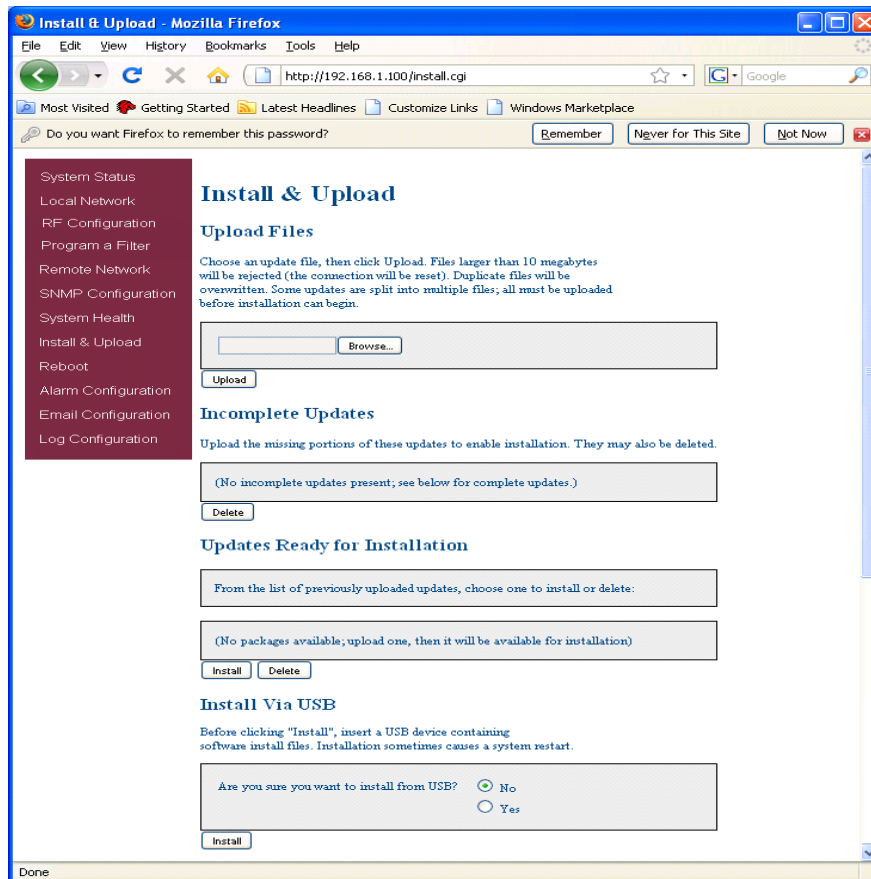 Install & Upload - Mozilla Firefox
File Edit View History Bookmarks Tools Help
http://192.168.1.100/install.cgi
G Google
Most Visited Getting Started Latest Headlines Customize Links Windows Marketplace
Do you want Firefox to remember this password? Remember Never for This Site Not Now
System Status
Local Network
RF Configuration
Program a Filter
Remote Network
SNMP Configuration
System Health
Install & Upload
Reboot
Alarm Configuration
Email Configuration
Log Configuration
Install & Upload
Upload Files
Choose an update file, then click Upload. Files larger than 10 megabytes
will be rejected (the connection will be reset). Duplicate files will be
overwritten. Some updates are split into multiple files; all must be uploaded
before installation can begin.
Browse...
Upload
Incomplete Updates
Upload the missing portions of these updates to enable installation. They may also be deleted.
(No incomplete updates present; see below for complete updates.)
Delete
Updates Ready for Installation
From the list of previously uploaded updates, choose one to install or delete:
(No packages available; upload one, then it will be available for installation)
Install Delete
Install Via USB
Before clicking "Install", insert a USB device containing
software install files. Installation sometimes causes a system restart.
Are you sure you want to install from USB? No
Yes
Install
Done